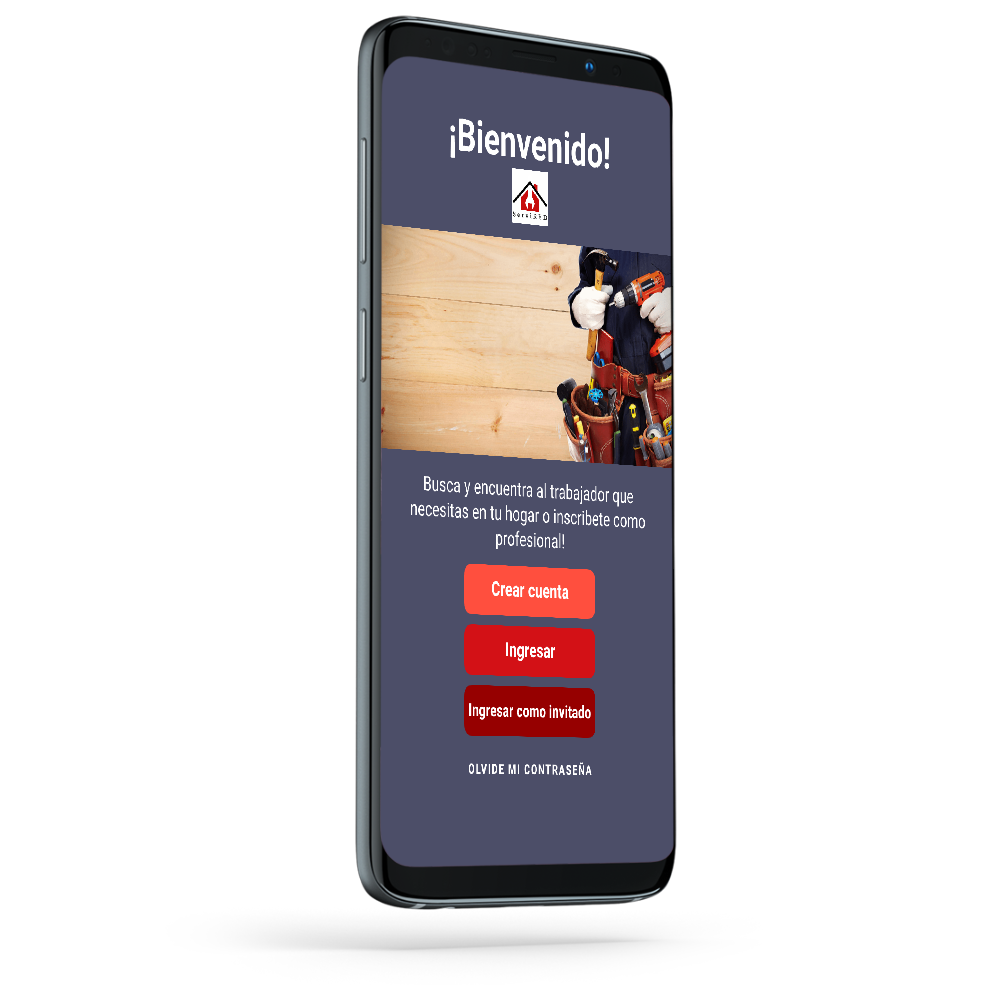 ¡Bienvenido!
ServiRED
Busca y encuentra al trabajador que
necesitas en tu hogar o inscribete como
profesional!
Crear cuenta
Ingresar
Ingresar como invitado
OLVIDE MI CONTRASEÑA